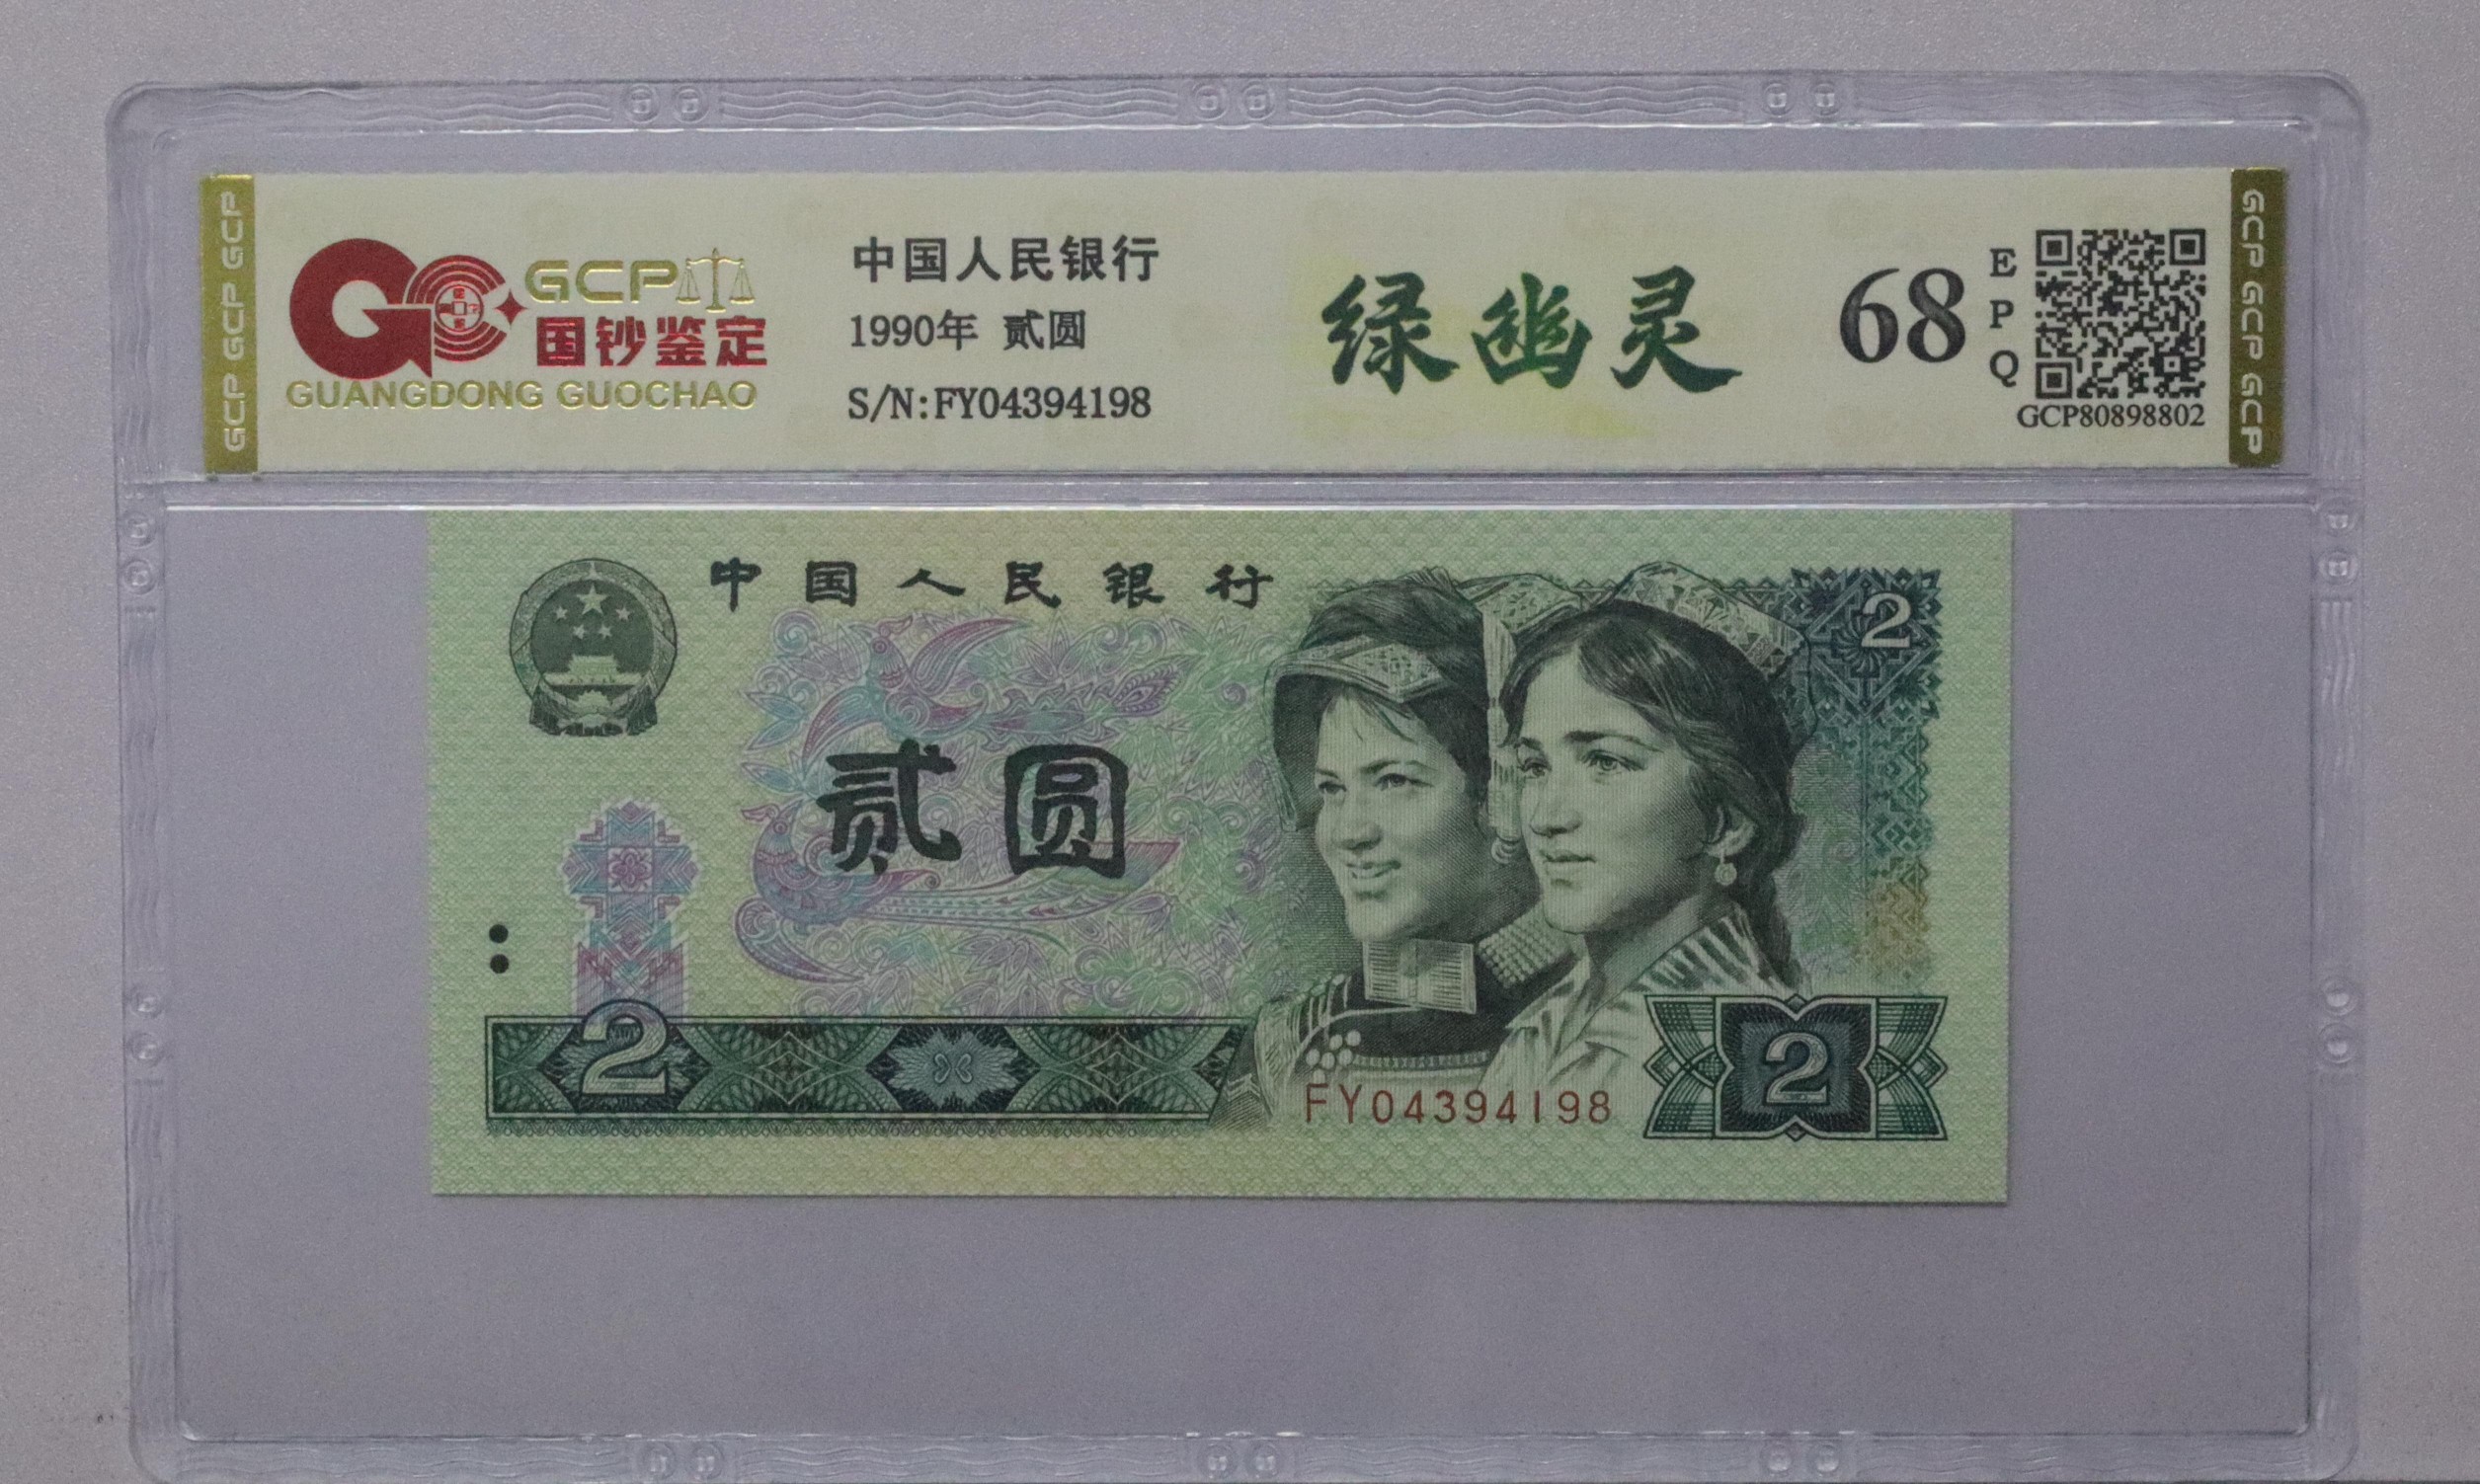 GCP GCP GCP
GCP
国钞鉴定
GUANGDONG GUOCHAO
中国人民银行
1990年 贰圆
S/N:FY04394198
绿幽灵
68
EPQ
GCP80898802
GCP GCP GCP
中国人民银行
2
贰圆
2
FY04394198
2